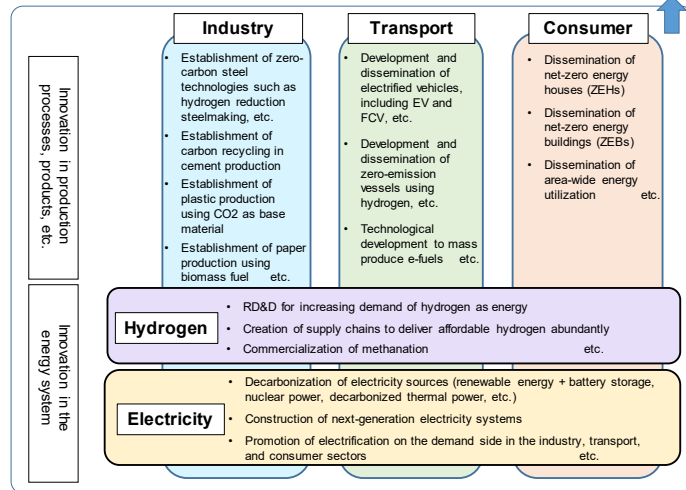 Industry
Transport
Consumer
Innovation in production
processes, products, etc.
• Establishment of zero-
carbon steel
technologies such as
hydrogen reduction
steelmaking, etc.
• Establishment of
carbon recycling in
cement production
• Establishment of
plastic production
using CO2 as base
material
• Establishment of paper
production using
biomass fuel etc.
• Development and
dissemination of
electrified vehicles,
including EV and
FCV, etc.
• Development and
dissemination of
zero-emission
vessels using
hydrogen, etc.
• Technological
development to mass
produce e-fuels etc.
• Dissemination of
net-zero energy
houses (ZEHs)
• Dissemination of
net-zero energy
buildings (ZEBs)
• Dissemination of
area-wide energy
utilization etc.
Innovation in the
energy system
Hydrogen
• RD&D for increasing demand of hydrogen as energy
• Creation of supply chains to deliver affordable hydrogen abundantly
• Commercialization of methanation etc.
Electricity
• Decarbonization of electricity sources (renewable energy + battery storage,
nuclear power, decarbonized thermal power, etc.)
• Construction of next-generation electricity systems
• Promotion of electrification on the demand side in the industry, transport,
and consumer sectors etc.